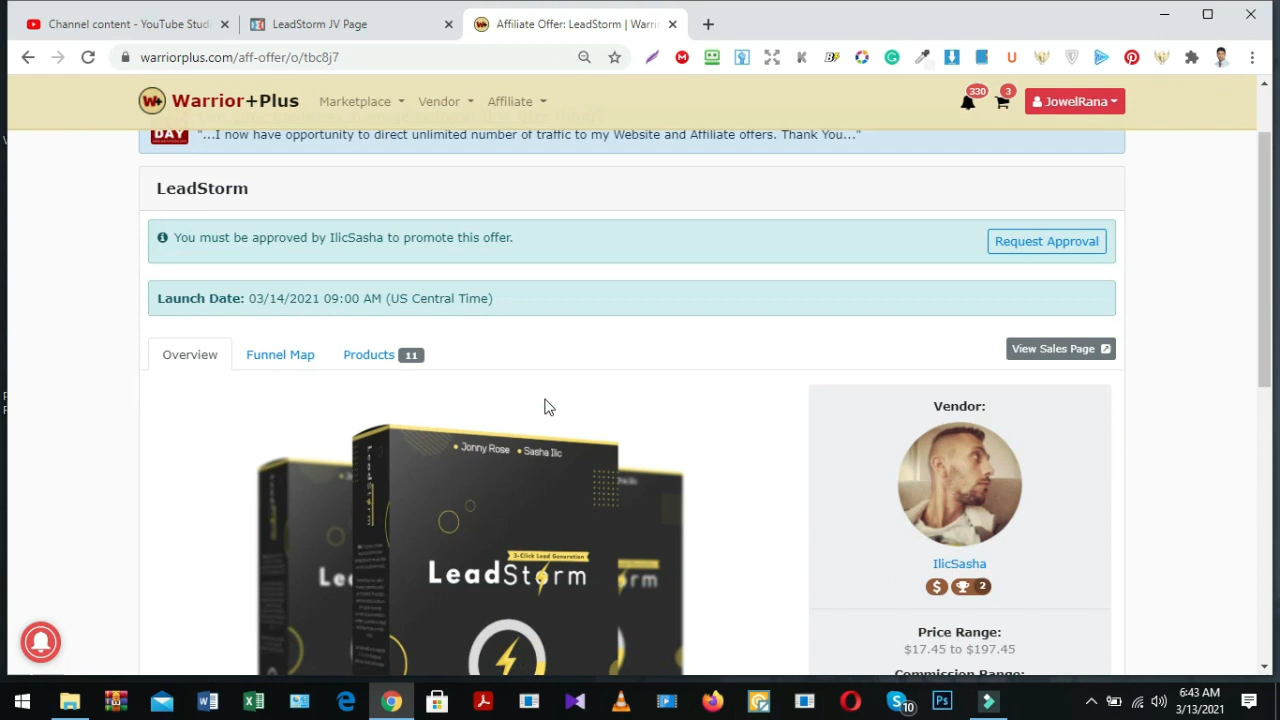 Channel content - YouTube Stud
LeadStorm JV Page
Affiliate Offer: LeadStorm | Warri
warriorplus.com/aff-offer/o/tbc8j7
Warrior+Plus
Marketplace
Vendor
Affiliate
330
3
JowelRana
DAY
"...I now have opportunity to direct unlimited number of traffic to my Website and Affiliate offers. Thank You..."
LeadStorm
You must be approved by IlicSasha to promote this offer.
Request Approval
Launch Date: 03/14/2021 09:00 AM (US Central Time)
Overview
Funnel Map
Products 11
View Sales Page
Vendor:
Jonny Rose
Sasha Ilic
3-Click Lead Generation
LeadStorm
IlicSasha
2
Price Range:
$17.45 to $197.45
Commission Range:
6:43 AM
3/13/2021
10